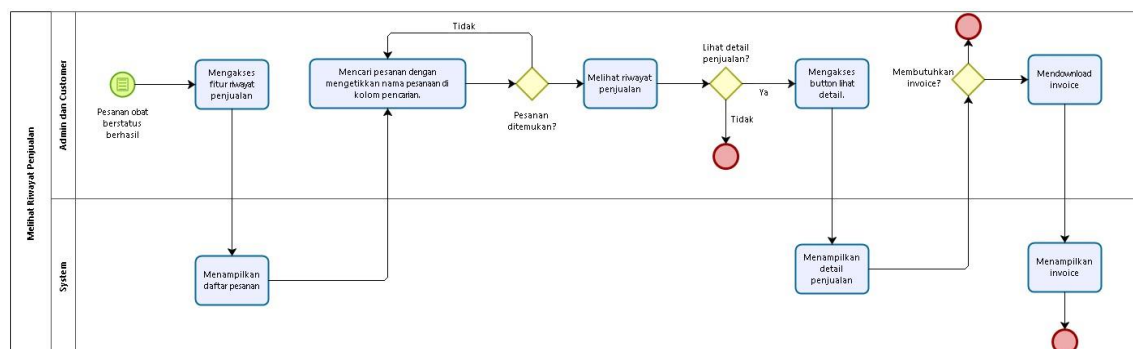 Melihat Riwayat Penjualan
Admin dan Customer
Pesanan obat
berstatus
berhasil
Mengakses
fitur riwayat
penjualan
Tidak
Mencari pesanan dengan
mengetikkan nama pesanaan di
kolom pencarian.
Pesanan
ditemukan?
Melihat riwayat
penjualan
Lihat detail
penjualan?
Ya
Tidak
Mengakses
button lihat
detail.
Membutuhkan
invoice?
Mendownload
invoice
System
Menampilkan
daftar pesanan
Menampilkan
detail
penjualan
Menampilkan
invoice